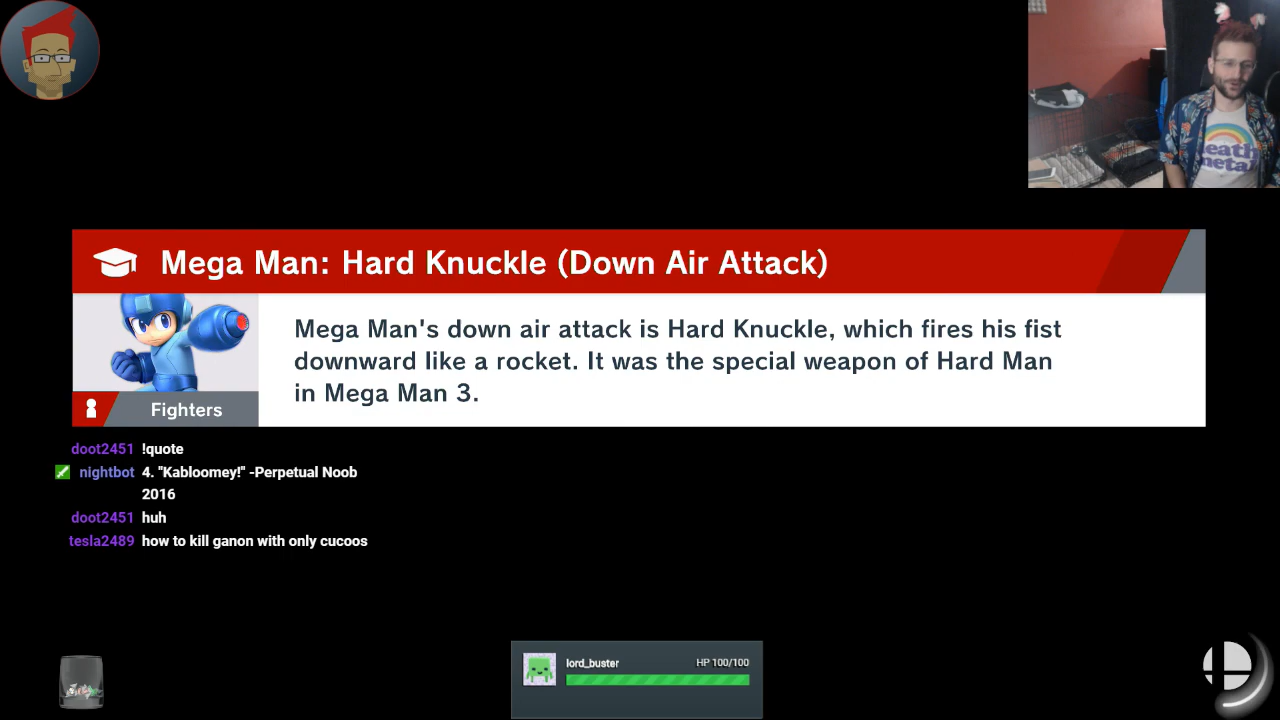 death
metal
Mega Man: Hard Knuckle (Down Air Attack)
Mega Man's down air attack is Hard Knuckle, which fires his fist
downward like a rocket. It was the special weapon of Hard Man
in Mega Man 3.
Fighters
doot2451 !quote
nightbot 4. "Kabloomey!" -Perpetual Noob
2016
doot2451 huh
tesla2489 how to kill ganon with only cucoos
lord_buster HP 100/100